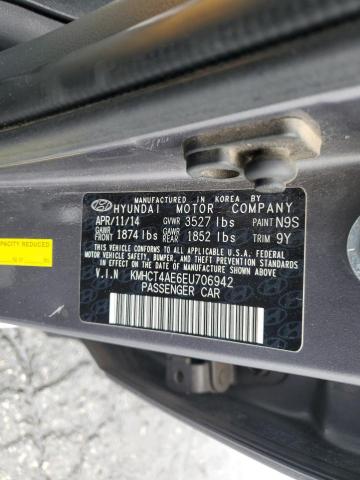 MANUFACTURED IN KOREA BY
HYUNDAI MOTOR COMPANY
APR/11/14 GVWR 3527 lbs PAINT N9S
GAWR FRONT 1874 lbs GAWR REAR 1852 lbs TRIM 9Y
THIS VEHICLE CONFORMS TO ALL APPLICABLE U.S.A. FEDERAL
MOTOR VEHICLE SAFETY, BUMPER, AND THEFT PREVENTION
STANDARDS IN EFFECT ON THE DATE OF MANUFACTURE SHOWN ABOVE.
V.I.N KMHCT4AE6EU706942
PASSENGER CAR
CAPACITY REDUCED